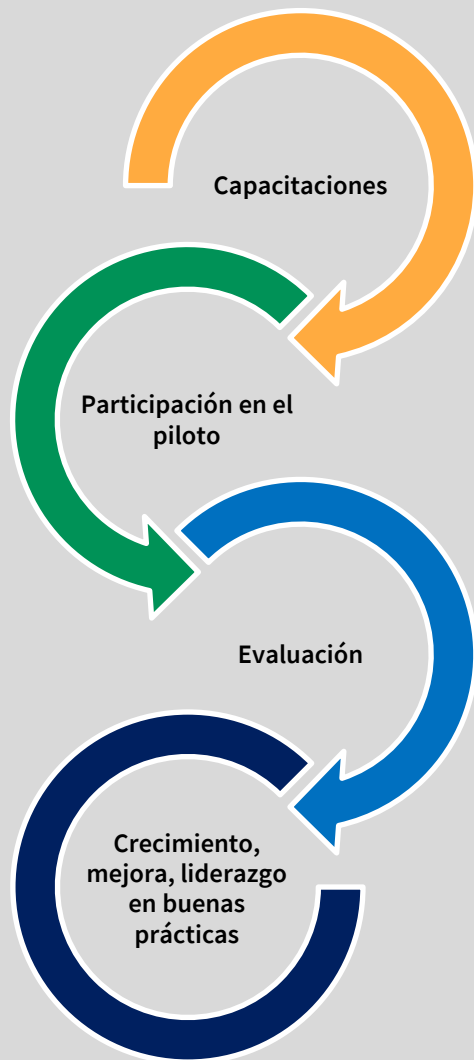 Capacitaciones
Participación en el
piloto
Evaluación
Crecimiento,
mejora, liderazgo
en buenas
prácticas